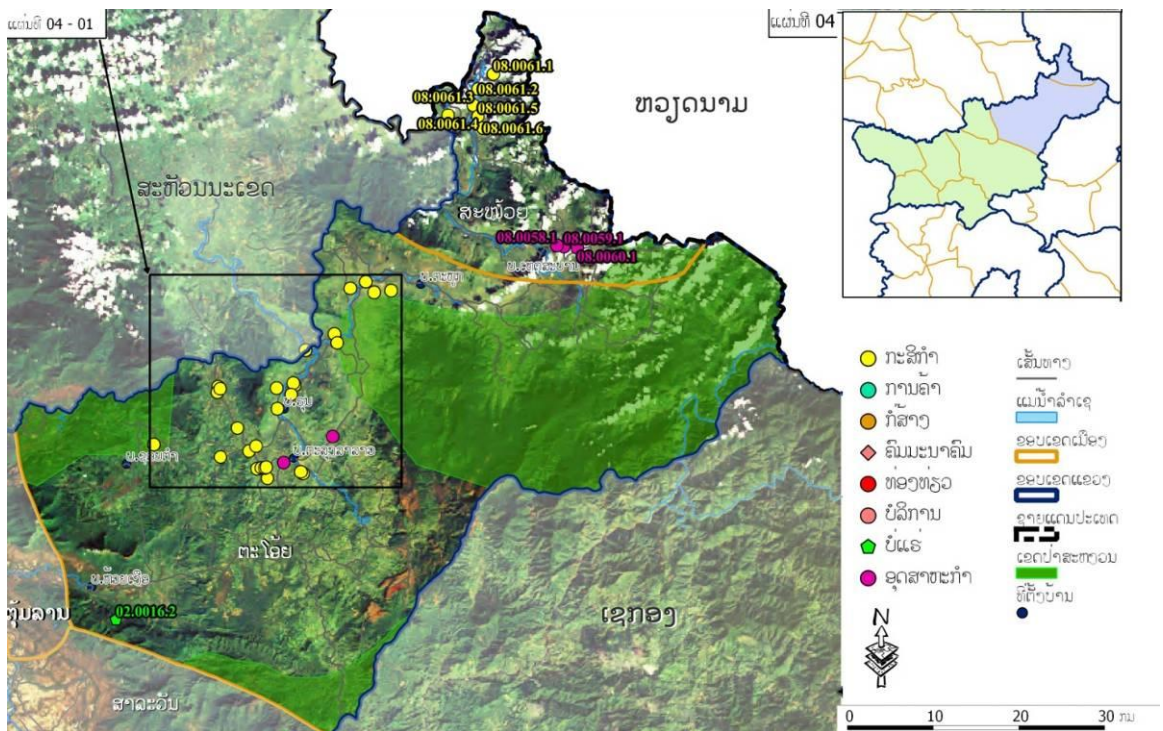 ແຜ່ນທີ 04 - 01
ແຜ່ນທີ 04
08.0061.1
08.0061.2
08.0061.3
08.0061.5
08.0061.4
08.0061.6
ຫວຽດນາມ
ສະຫັວນນະເຂດ
ສະໝ້ວຍ
08.0058.1
08.0059.1
08.0060.1
ຕະໂອ້ຍ
02.0016.2
ຕຸ້ມລານ
ສາລະວັນ
ເຊກອງ
ກະສິກຳ
ການຄ້າ
ກໍ່ສ້າງ
ຄົມມະນາຄົມ
ທ່ອງທ່ຽວ
ບໍລິການ
ບໍ່ແຮ່
ອຸດສາຫະກຳ
ເສັ້ນທາງ
ແມ່ນ້ຳລຳເຊ
ຂອບເຂດເມືອງ
ຂອບເຂດແຂວງ
ຊາຍແດນປະເທດ
ເຂດປ່າສະຫງວນ
ທີ່ຕັ້ງບ້ານ
N
0 10 20 30 ກມ